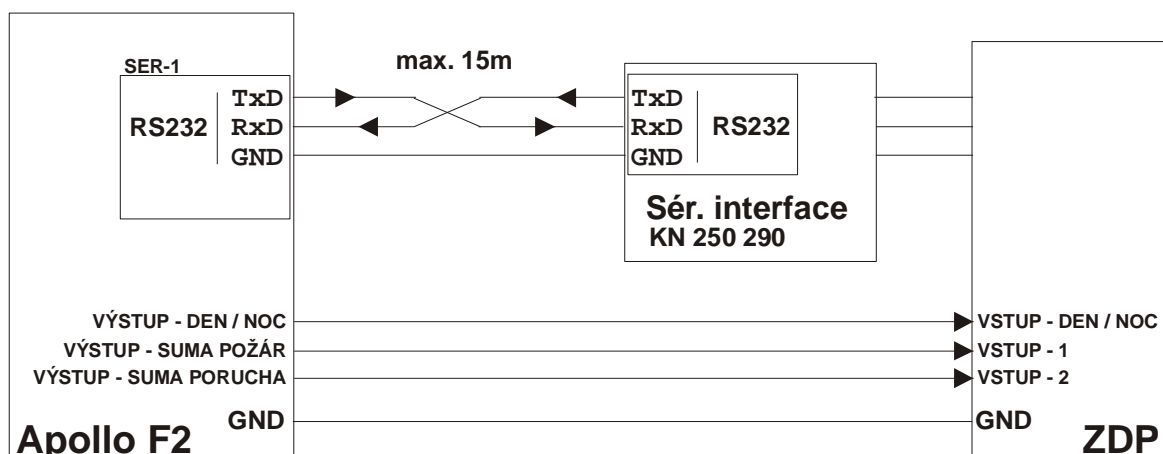 SER-1
max. 15m
RS232
TxD
RxD
GND
TxD
RxD
GND
RS232
Sér. interface
KN 250 290
VÝSTUP - DEN / NOC
VÝSTUP - SUMA POŽÁR
VÝSTUP - SUMA PORUCHA
GND
Apollo F2
VSTUP - DEN / NOC
VSTUP - 1
VSTUP - 2
GND
ZDP